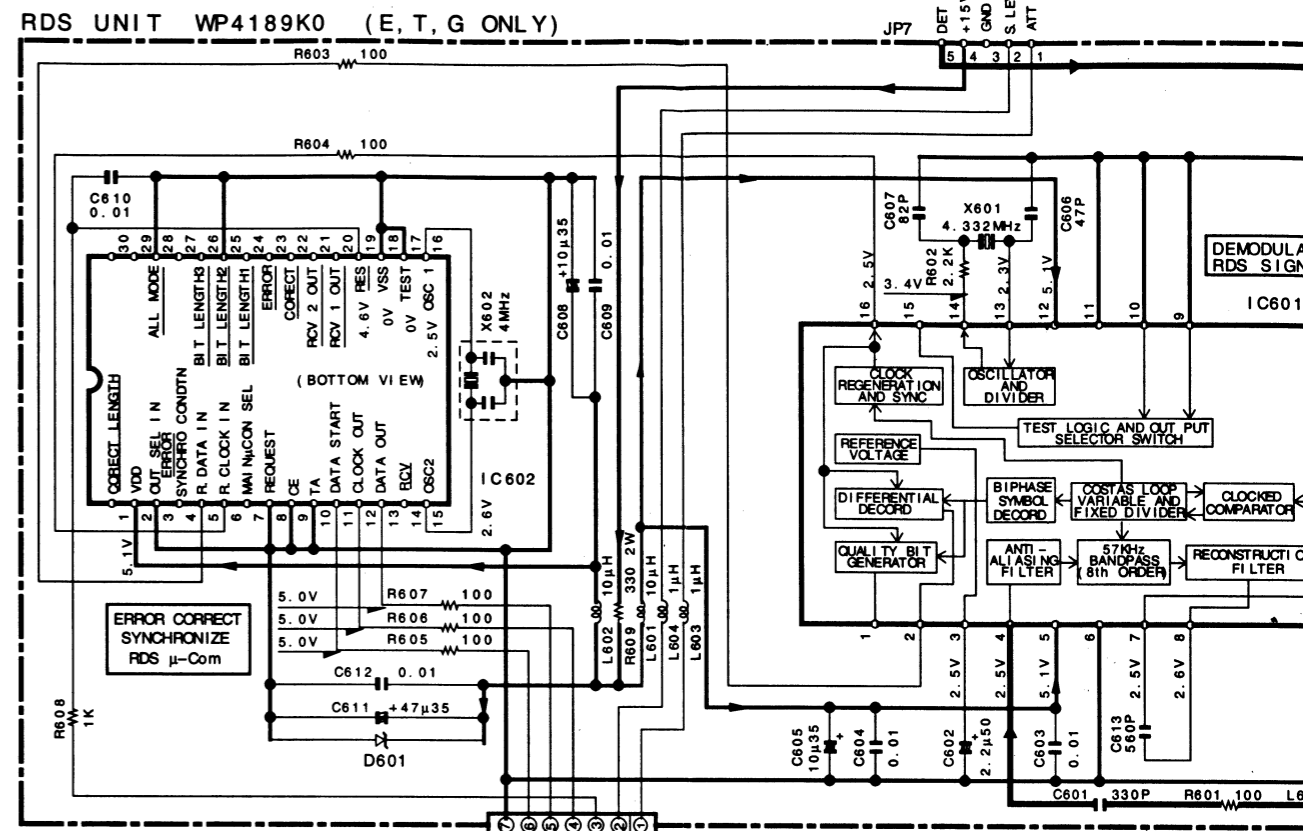 RDS UNIT WP4189K0 (E, T, G ONLY)
JP7
DET
+15V
GND
ATT
5 4 3 2 1
R603 100
R604 100
C610
0.01
30 29 28 27 26 25 24 23 22 21 20 19 18 17 16
ALL MODE
BIT LENGTH3
BIT LENGTH2
BIT LENGTH1
ERROR
CORECT
RCV 2 OUT
RCV 1 OUT
4.6V RES
0V VSS
0V TEST
2.5V OSC 1
(BOTTOM VIEW)
CORECT LENGTH
VDD
OUT SEL IN
ERROR
SYNCHRO CONDTN
R. DATA IN
R. CLOCK IN
MAIN μCON SEL
REQUEST
CE
TA
DATA START
CLOCK OUT
DATA OUT
RCV
OSC2
1 2 3 4 5 6 7 8 9 10 11 12 13 14 15
IC602
5.1V
2.6V
X602
4MHz
C608
+10μ35
C609
0.01
ERROR CORRECT
SYNCHRONIZE
RDS μ-Com
5.0V R607 100
5.0V R606 100
5.0V R605 100
C612 0.01
C611 +47μ35
D601
R608
1K
L602
10μH
R609
330 2W
L601
10μH
L604
1μH
L603
1μH
C607
82P
X601
4.332MHz
C606
47P
2.5V
3.4V
R602
2.2K
2.3V
5.1V
16 15 14 13 12 11 10 9
DEMODULA
RDS SIGN
IC601
CLOCK
REGENERATION
AND SYNC
OSCILLATOR
AND
DIVIDER
TEST LOGIC AND OUT PUT
SELECTOR SWITCH
REFERENCE
VOLTAGE
DIFFERENTIAL
DECORD
BIPHASE
SYMBOL
DECORD
COSTAS LOOP
VARIABLE AND
FIXED DIVIDER
CLOCKED
COMPARATOR
QUALITY BIT
GENERATOR
ANTI-
ALIASING
FILTER
57KHz
BANDPASS
(8th ORDER)
RECONSTRUCTIO
FILTER
1 2 3 4 5 6 7 8
2.5V
2.5V
5.1V
2.5V
2.6V
C605
10μ35
+
C604
0.01
C602
2.2μ50
+
C603
0.01
C613
560P
C601 330P
R601 100
7 6 5 4 3 2 1